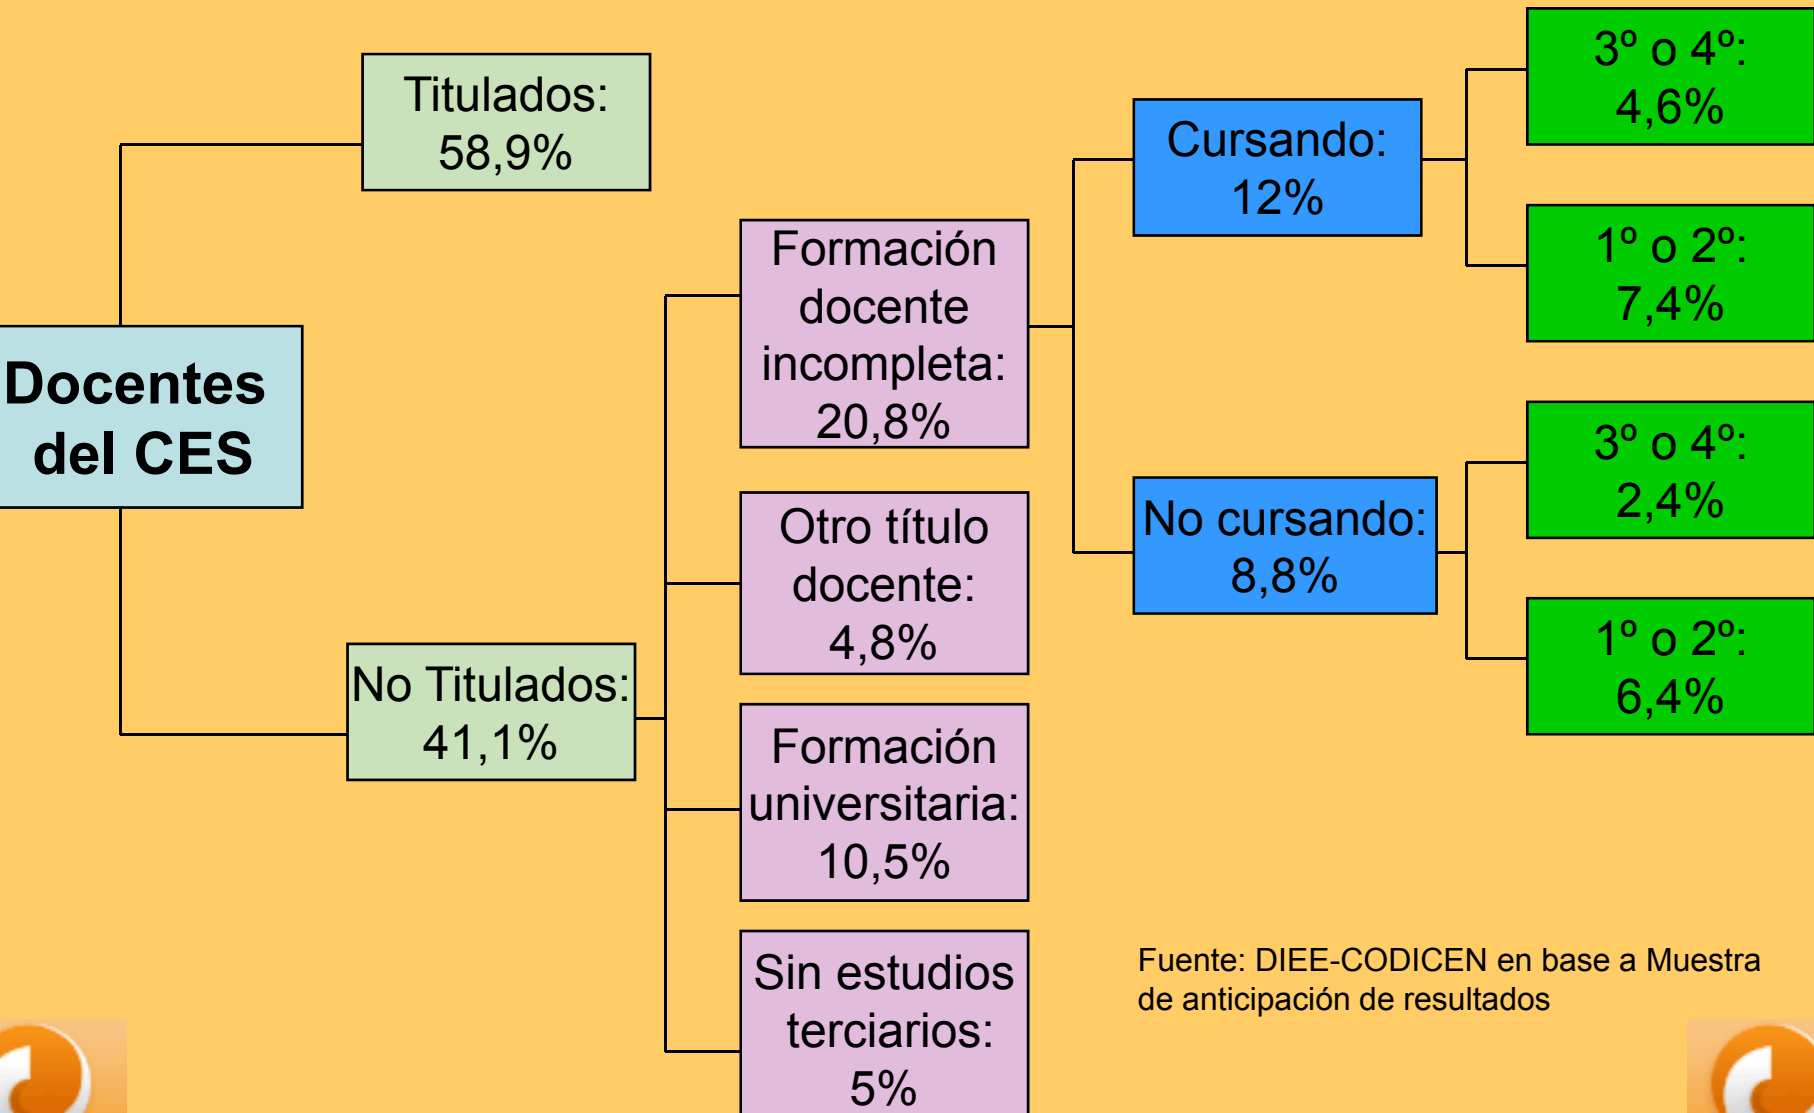 Docentes
del CES
Titulados:
58,9%
No Titulados:
41,1%
Formación
docente
incompleta:
20,8%
Otro título
docente:
4,8%
Formación
universitaria:
10,5%
Sin estudios
terciarios:
5%
Cursando:
12%
No cursando:
8,8%
3º o 4º:
4,6%
1º o 2º:
7,4%
3º o 4º:
2,4%
1º o 2º:
6,4%
Fuente: DIEE-CODICEN en base a Muestra
de anticipación de resultados